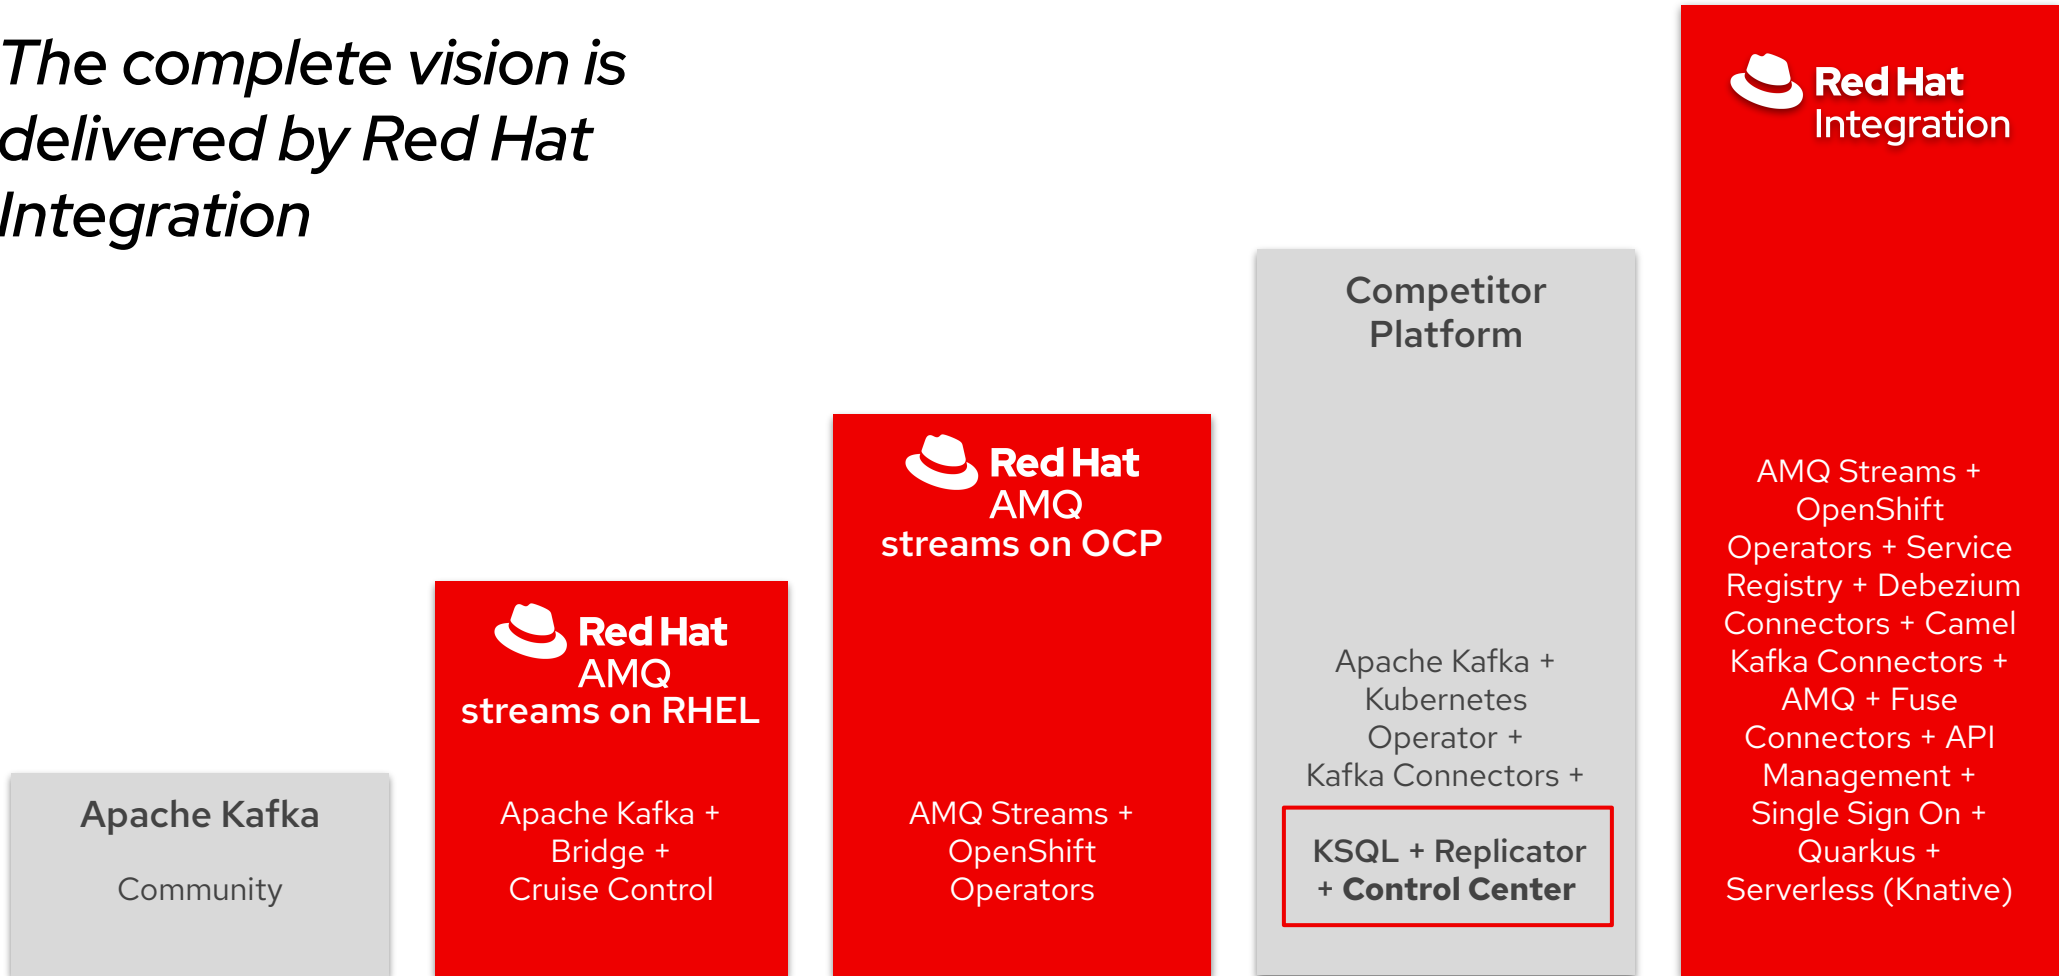 The complete vision is
delivered by Red Hat
Integration
Apache Kafka
Community
Red Hat
AMQ
streams on RHEL
Apache Kafka +
Bridge +
Cruise Control
Red Hat
AMQ
streams on OCP
AMQ Streams +
OpenShift
Operators
Competitor
Platform
Apache Kafka +
Kubernetes
Operator +
Kafka Connectors +
KSQL + Replicator
+ Control Center
Red Hat
Integration
AMQ Streams +
OpenShift
Operators + Service
Registry + Debezium
Connectors + Camel
Kafka Connectors +
AMQ + Fuse
Connectors + API
Management +
Single Sign On +
Quarkus +
Serverless (Knative)